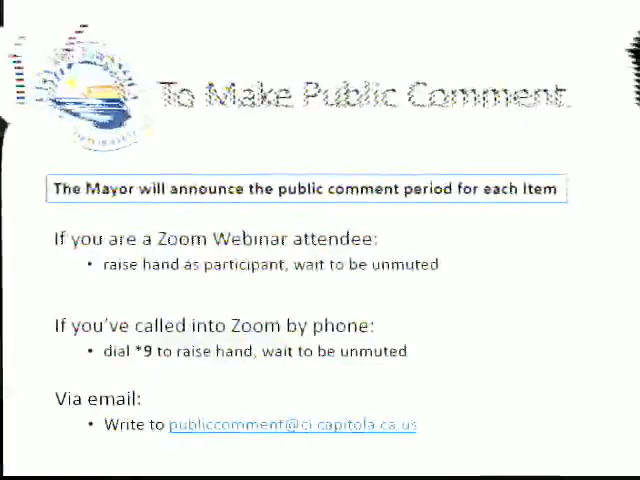 To Make Public Comment
The Mayor will announce the public comment period for each Item
If you are a Zoom Webinar attendee:
• raise hand as participant, wait to be unmuted
If you've called into Zoom by phone:
• dial *9 to raise hand, wait to be unmuted
Via email:
• Write to publiccomment@ci.capitola.ca.us